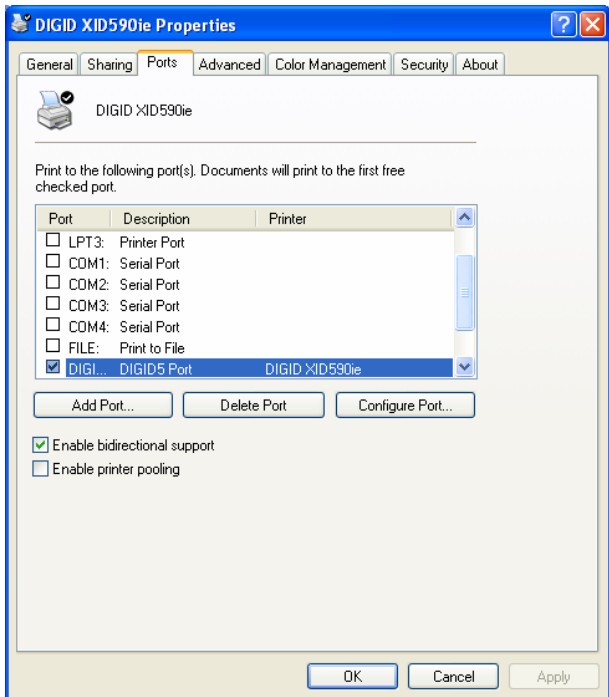 DIGID XID590ie Properties
General Sharing Ports Advanced Color Management Security About
DIGID XID590ie
Print to the following port(s). Documents will print to the first free
checked port.
Port Description Printer
LPT3: Printer Port
COM1: Serial Port
COM2: Serial Port
COM3: Serial Port
COM4: Serial Port
FILE: Print to File
DIGI... DIGID5 Port DIGID XID590ie
Add Port... Delete Port Configure Port...
Enable bidirectional support
Enable printer pooling
OK Cancel Apply